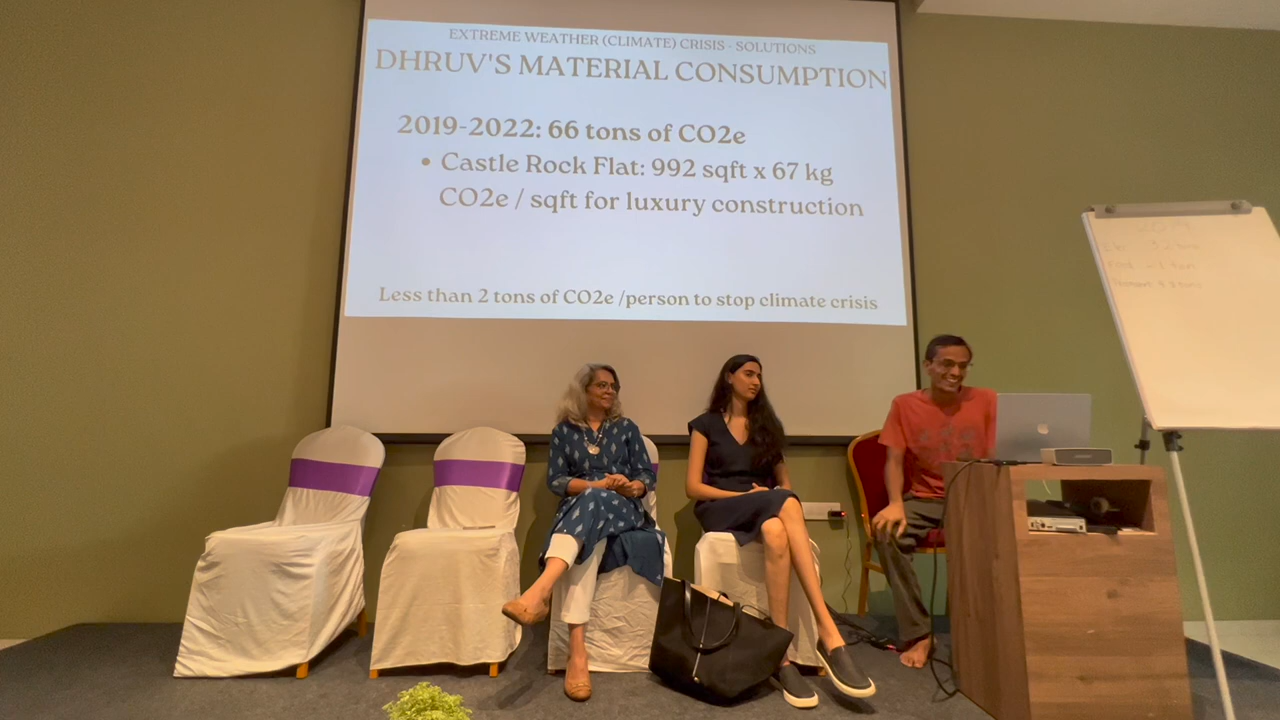 EXTREME WEATHER (CLIMATE) CRISIS - SOLUTIONS
DHRUV'S MATERIAL CONSUMPTION
2019-2022: 66 tons of CO2e
• Castle Rock Flat: 992 sqft x 67 kg
CO2e / sqft for luxury construction
Less than 2 tons of CO2e /person to stop climate crisis